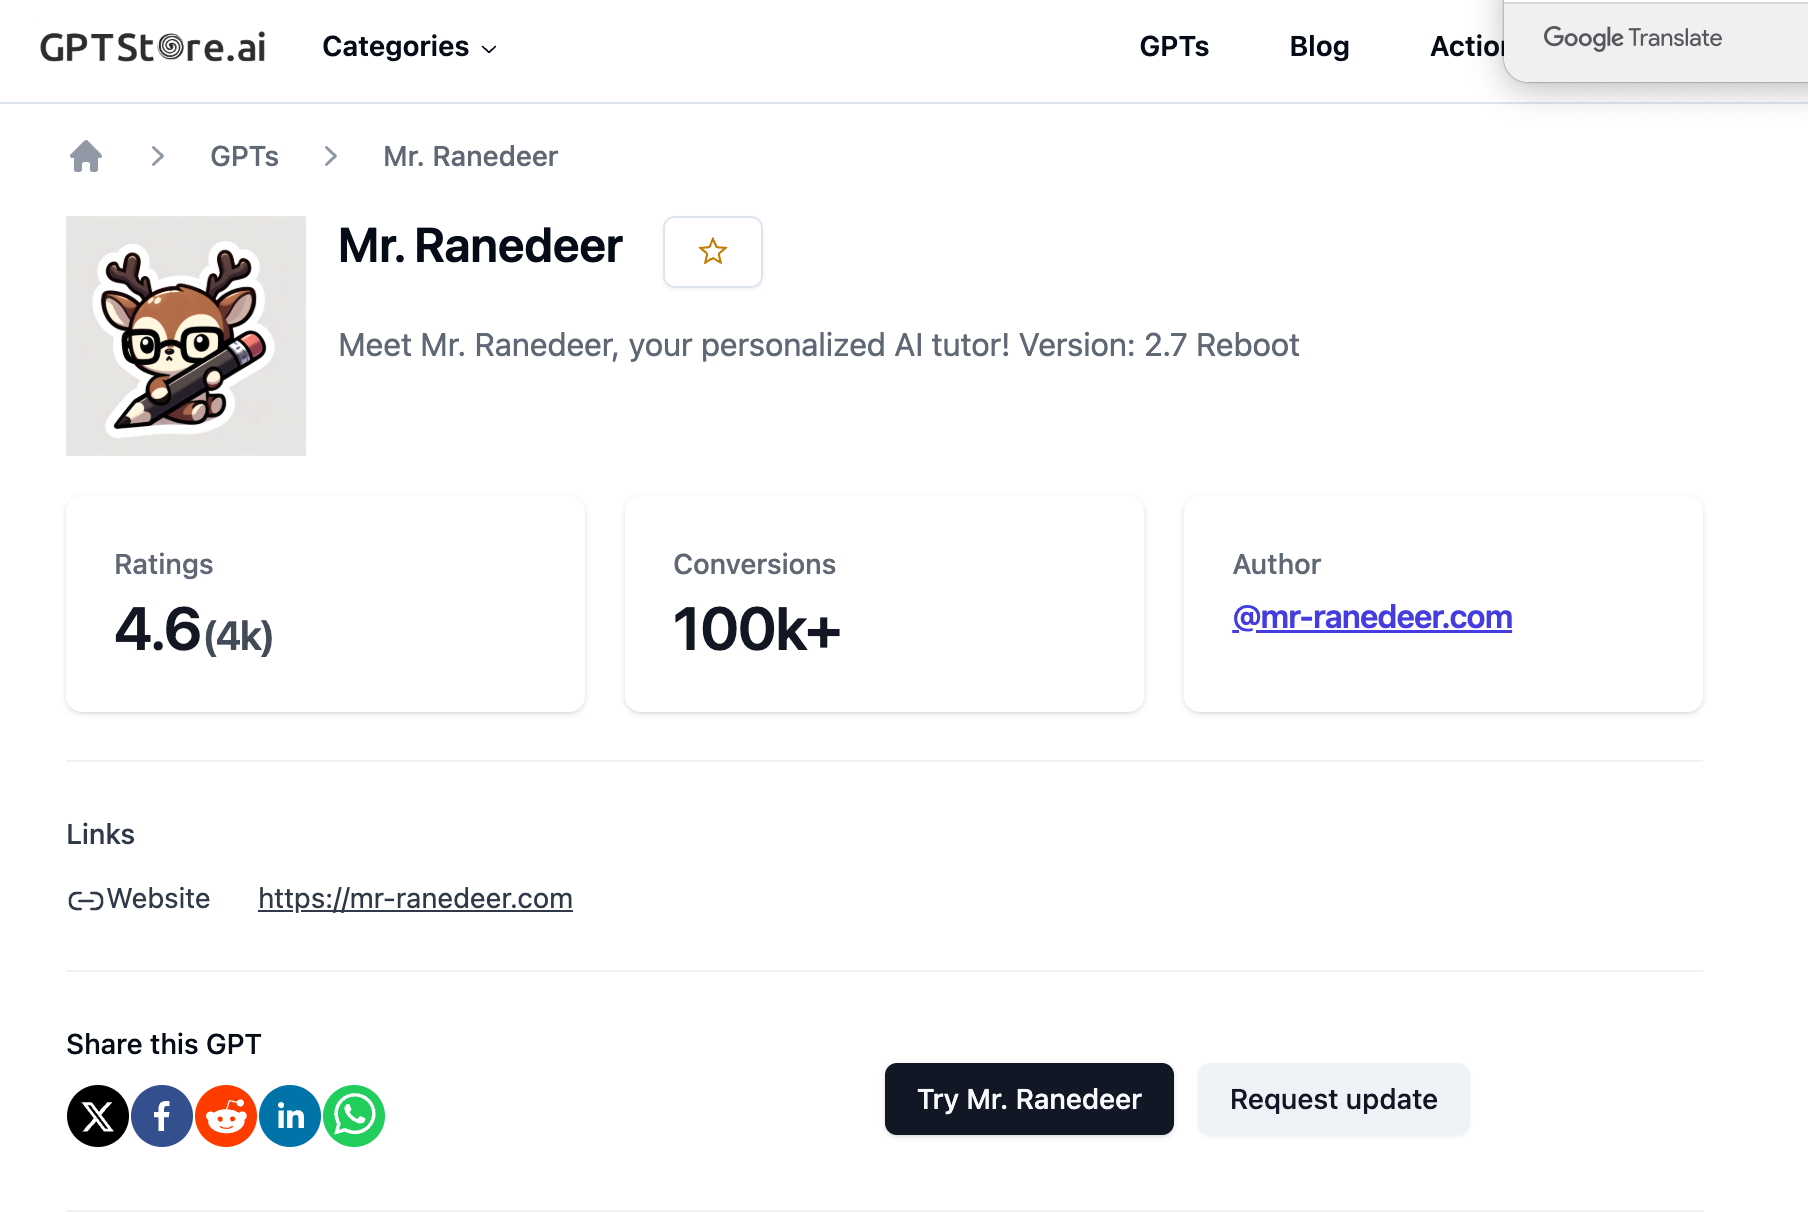 GPTStore.ai
Categories
GPTs
Blog
Google Translate
GPTs
Mr. Ranedeer
Mr. Ranedeer
Meet Mr. Ranedeer, your personalized AI tutor! Version: 2.7 Reboot
Ratings
4.6(4k)
Conversions
100k+
Author
@mr-ranedeer.com
Links
Website https://mr-ranedeer.com
Share this GPT
Try Mr. Ranedeer
Request update